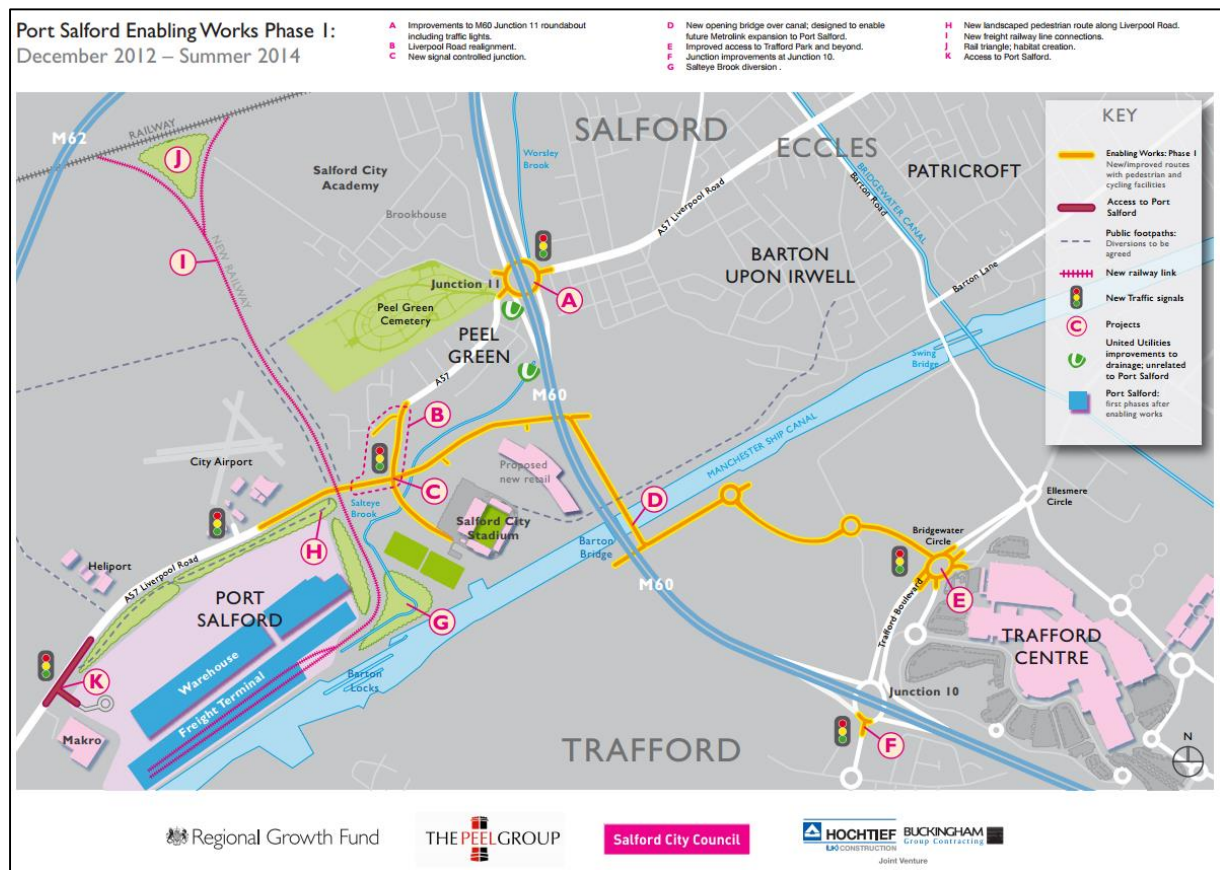 Port Salford Enabling Works Phase 1:
December 2012 – Summer 2014
A Improvements to M60 Junction 11 roundabout
including traffic lights.
B Liverpool Road realignment.
C New signal controlled junction.
D New opening bridge over canal; designed to enable
future Metrolink expansion to Port Salford.
E Improved access to Trafford Park and beyond.
F Junction improvements at Junction 10.
G Salteye Brook diversion .
H New landscaped pedestrian route along Liverpool Road.
I New freight railway line connections.
J Rail triangle; habitat creation.
K Access to Port Salford.
M62
RAILWAY
J
Salford City
Academy
Brookhouse
SALFORD
ECCLES
PATRICROFT
Worsley
Brook
A57 Liverpool Road
BRIDGEWATER CANAL
Barton Road
Barton Lane
BARTON
UPON IRWELL
I
NEW RAILWAY
Junction 11
A
Peel Green
Cemetery
PEEL
GREEN
A57
M60
Swing
Bridge
MANCHESTER SHIP CANAL
B
City Airport
C
Proposed
new retail
Salteye
Brook
Salford City
Stadium
D
Barton
Bridge
M60
Ellesmere
Circle
Bridgewater
Circle
E
Trafford Boulevard
TRAFFORD
CENTRE
H
Heliport
A57 Liverpool Road
PORT
SALFORD
G
Warehouse
Freight Terminal
Barton
Locks
K
Makro
TRAFFORD
Junction 10
F
N
KEY
Enabling Works: Phase 1
New/improved routes
with pedestrian and
cycling facilities
Access to Port
Salford
Public footpaths:
Diversions to be
agreed
New railway link
New Traffic signals
C Projects
United Utilities
improvements to
drainage; unrelated
to Port Salford
Port Salford:
first phases after
enabling works
Regional Growth Fund
THE PEEL GROUP
Salford City Council
HOCHTIEF
(UK) CONSTRUCTION
BUCKINGHAM
Group Contracting
Joint Venture